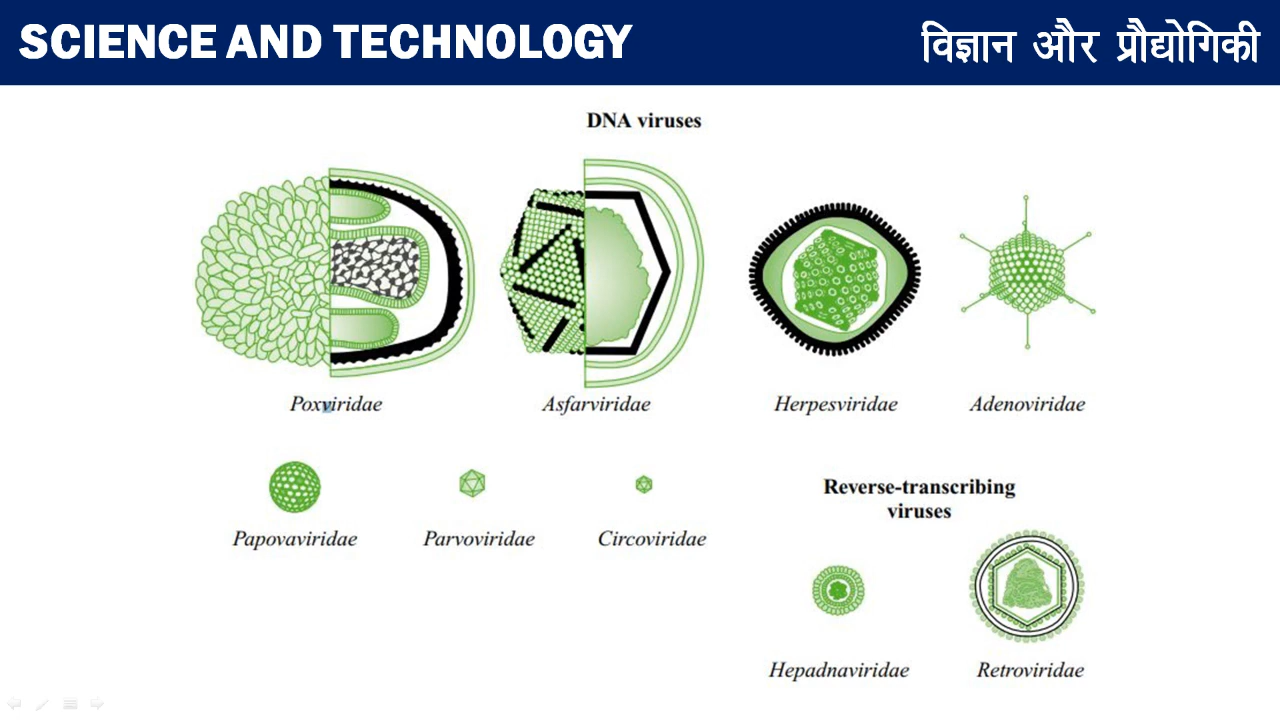 SCIENCE AND TECHNOLOGY
विज्ञान और प्रौद्योगिकी
DNA viruses
Poxviridae
Asfarviridae
Herpesviridae
Adenoviridae
Papovaviridae
Parvoviridae
Circoviridae
Reverse-transcribing
viruses
Hepadnaviridae
Retroviridae